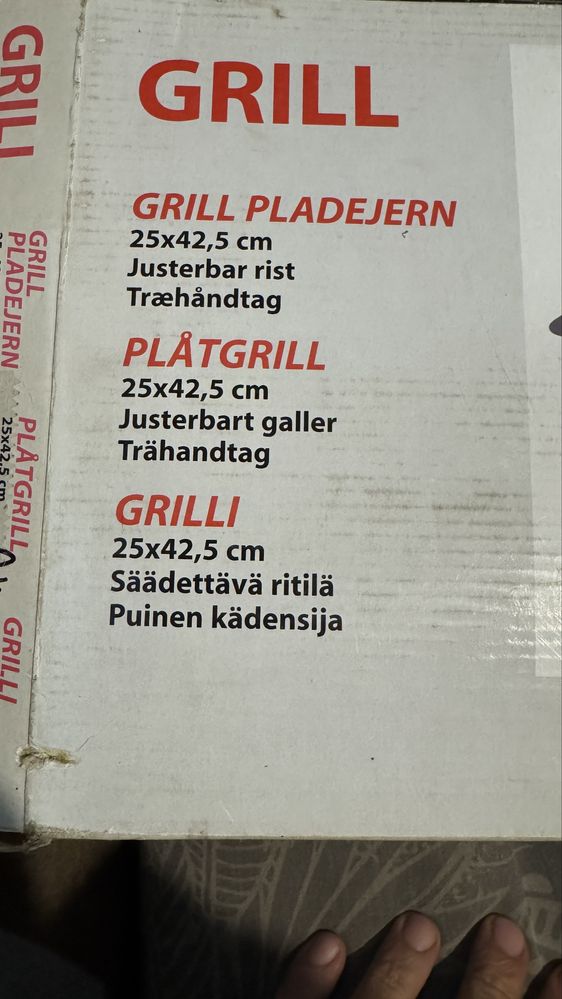 GRILL
GRILL PLADEJERN
25x42,5 cm
Justerbar rist
Træhåndtag
PLÅTGRILL
25x42,5 cm
Justerbart galler
Trähandtag
GRILLI
25x42,5 cm
Säädettävä ritilä
Puinen kädensija
GRILL
GRILL
PLADEJERN
PLÅTGRILL
25x42,5 cm
GRILLI